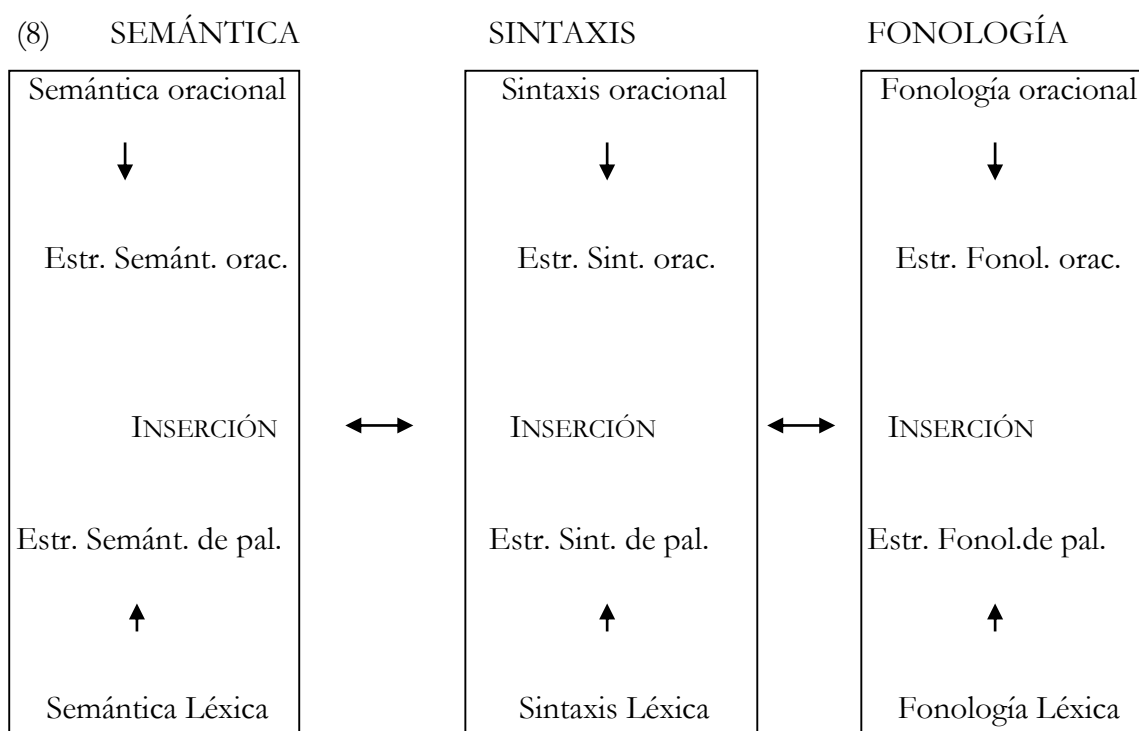 (8) SEMÁNTICA SINTAXIS FONOLOGÍA
Semántica oracional Sintaxis oracional Fonología oracional
Estr. Semánt. orac. Estr. Sint. orac. Estr. Fonol. orac.
INSERCIÓN INSERCIÓN INSERCIÓN
Estr. Semánt. de pal. Estr. Sint. de pal. Estr. Fonol.de pal.
Semántica Léxica Sintaxis Léxica Fonología Léxica